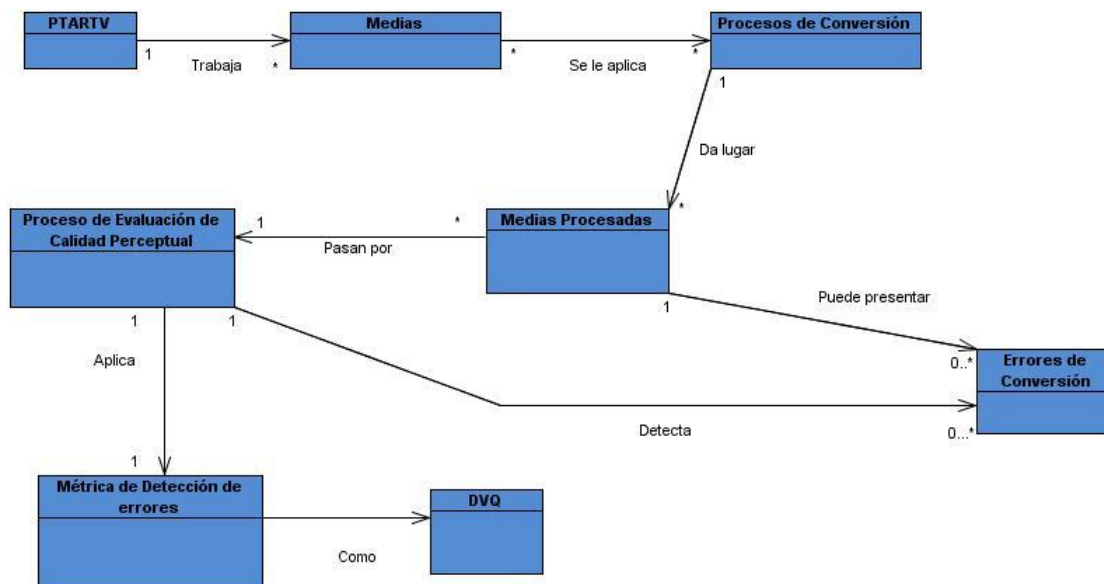 PTARTV
Medias
Procesos de Conversión
1
Trabaja
*
*
Se le aplica
*
1
Da lugar
*
Proceso de Evaluación de
Calidad Perceptual
1
Pasan por
*
Medias Procesadas
1
Puede presentar
0..*
Errores de
Conversión
1
1
Aplica
Detecta
0...*
1
Métrica de Detección de
errores
Como
DVQ